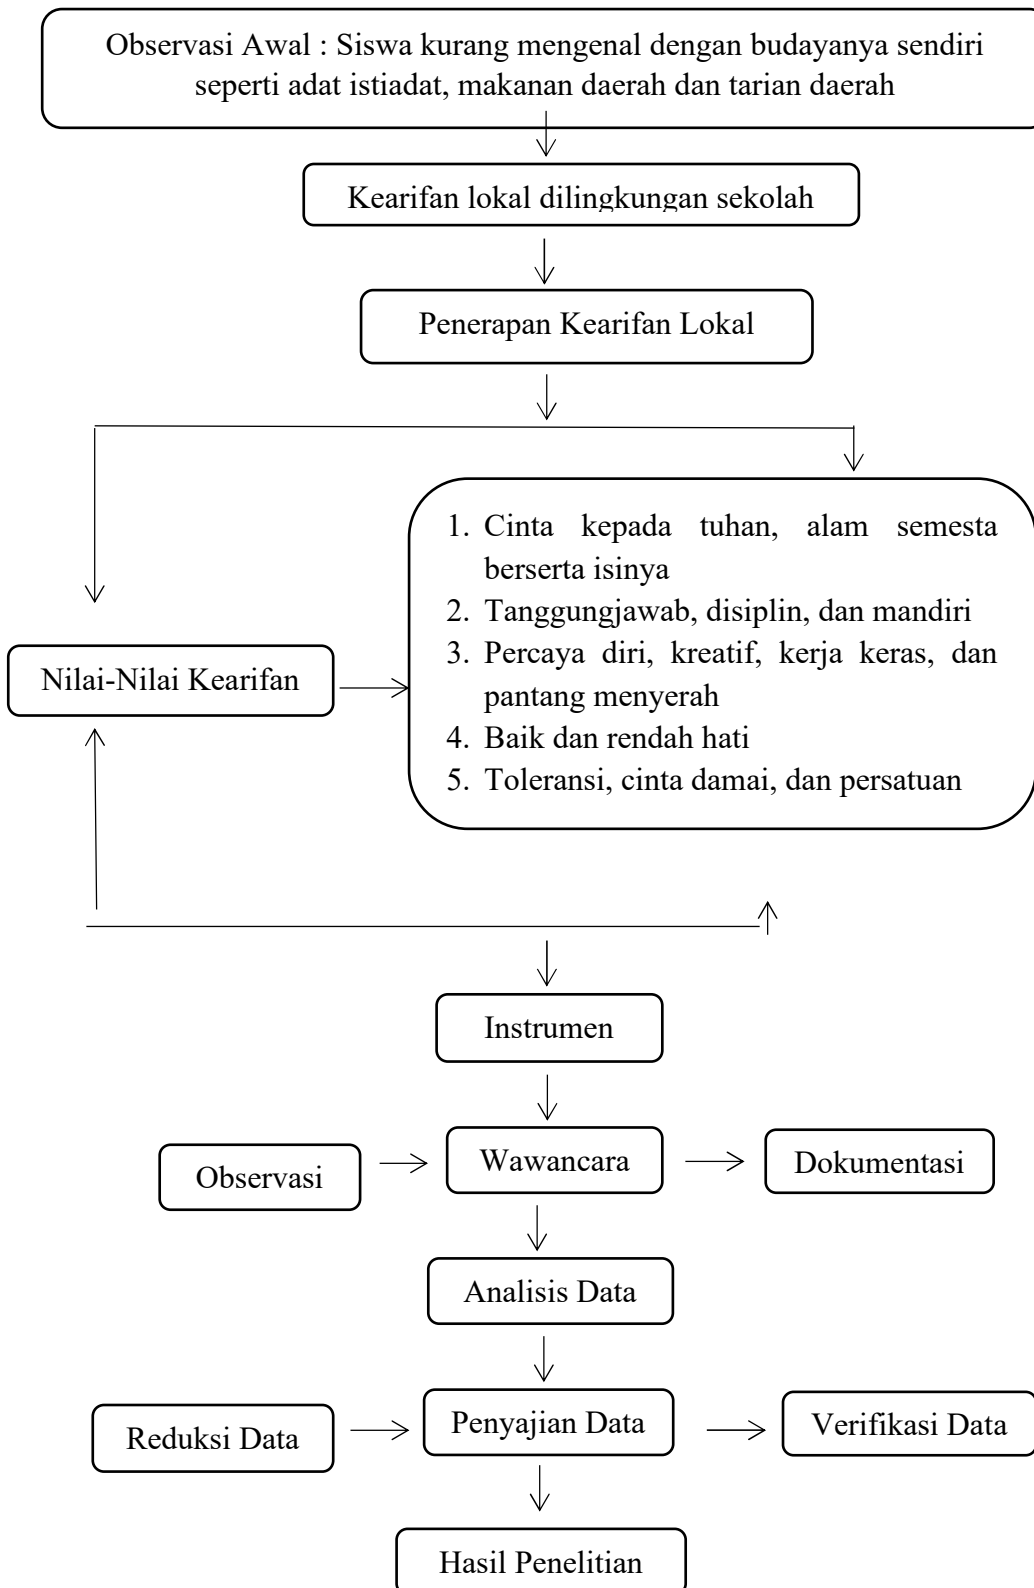 Observasi Awal : Siswa kurang mengenal dengan budayanya sendiri
seperti adat istiadat, makanan daerah dan tarian daerah
Kearifan lokal dilingkungan sekolah
Penerapan Kearifan Lokal
1. Cinta kepada tuhan, alam semesta
berserta isinya
2. Tanggungjawab, disiplin, dan mandiri
3. Percaya diri, kreatif, kerja keras, dan
pantang menyerah
4. Baik dan rendah hati
5. Toleransi, cinta damai, dan persatuan
Nilai-Nilai Kearifan
Instrumen
Observasi
Wawancara
Dokumentasi
Analisis Data
Reduksi Data
Penyajian Data
Verifikasi Data
Hasil Penelitian